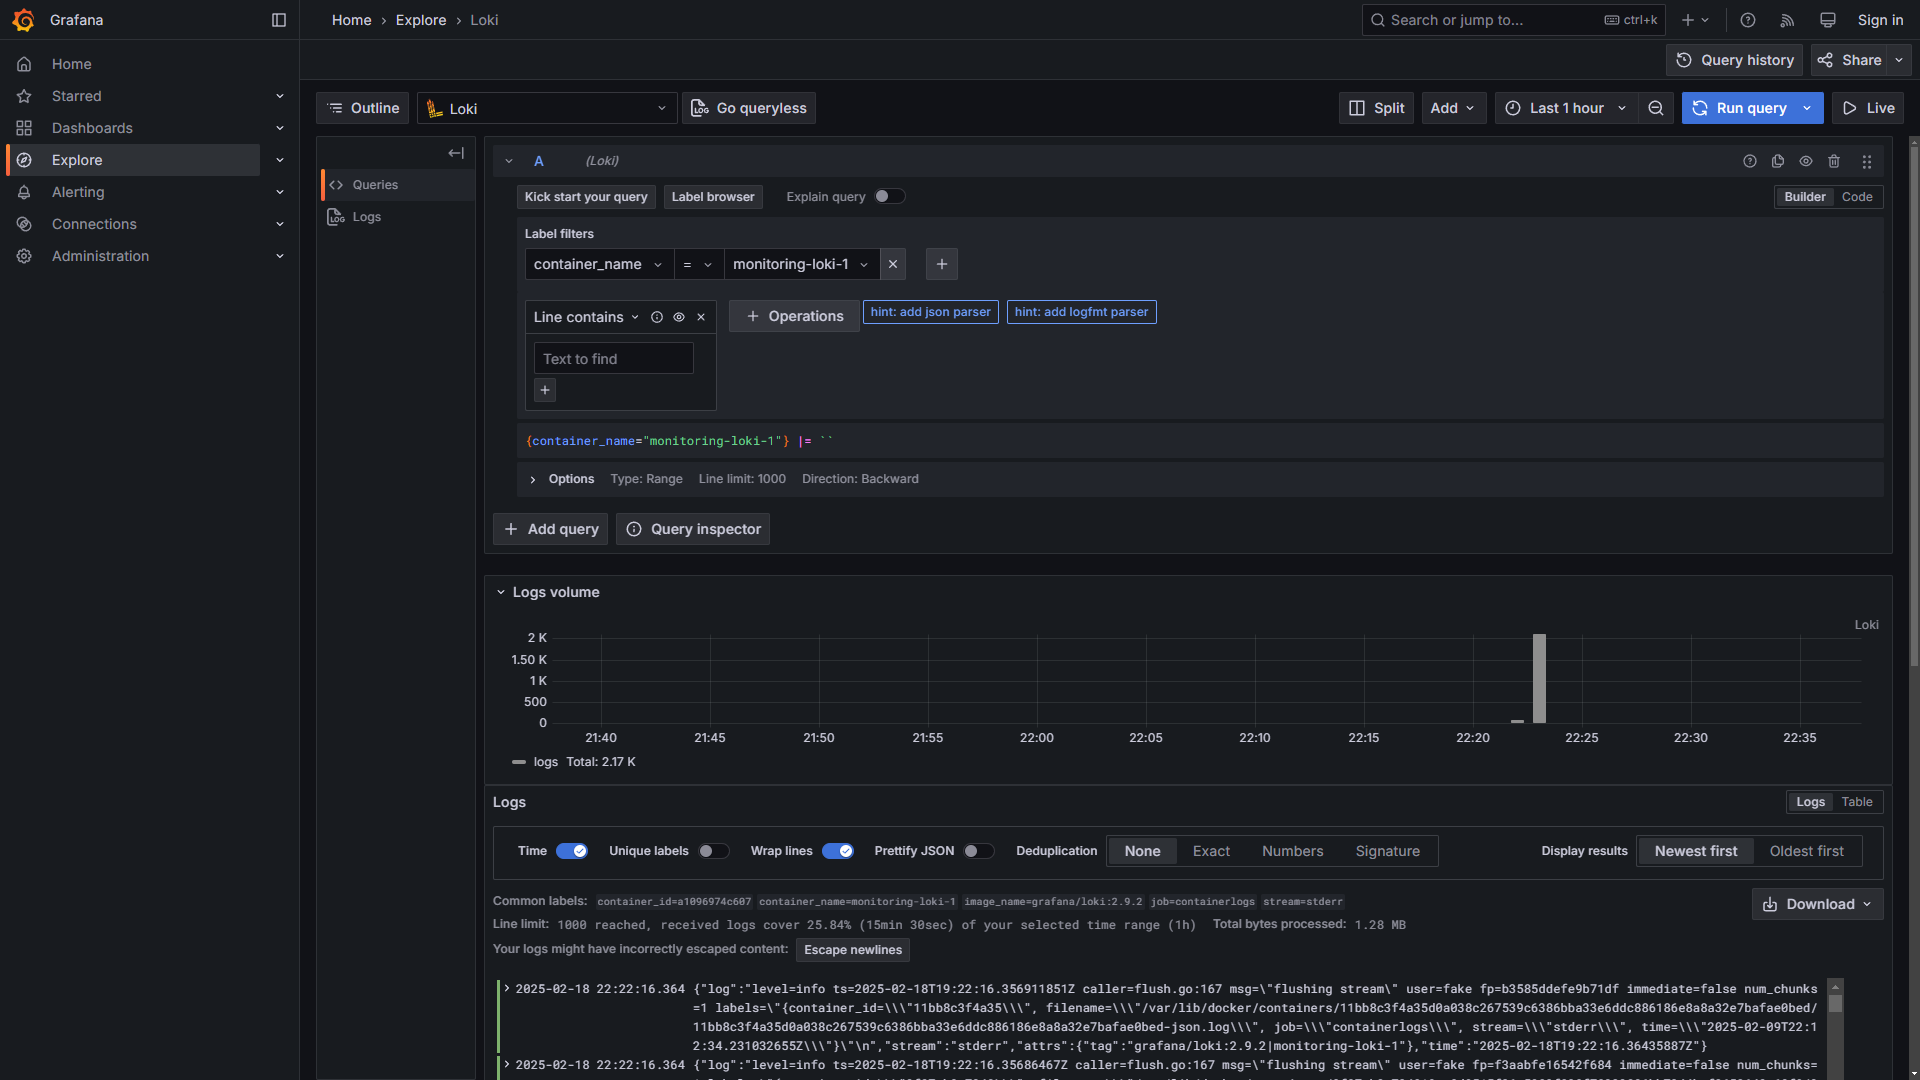 Grafana
Home › Explore › Loki
Search or jump to... ctrl+k
Sign in
Home
Starred
Dashboards
Explore
Alerting
Connections
Administration
Query history
Share
Outline
Loki
Go queryless
Split
Add
Last 1 hour
Run query
Live
Queries
Logs
A (Loki)
Kick start your query
Label browser
Explain query
Builder Code
Label filters
container_name = monitoring-loki-1
Line contains
Text to find
Operations
hint: add json parser
hint: add logfmt parser
{container_name="monitoring-loki-1"} |= ``
Options Type: Range Line limit: 1000 Direction: Backward
Add query
Query inspector
Logs volume
Loki
2 K
1.50 K
1 K
500
0
21:40 21:45 21:50 21:55 22:00 22:05 22:10 22:15 22:20 22:25 22:30 22:35
logs Total: 2.17 K
Logs
Logs Table
Time Unique labels Wrap lines Prettify JSON Deduplication None Exact Numbers Signature Display results Newest first Oldest first
Common labels: container_id=a1096974c607 container_name=monitoring-loki-1 image_name=grafana/loki:2.9.2 job=containerlogs stream=stderr
Download
Line limit: 1000 reached, received logs cover 25.84% (15min 30sec) of your selected time range (1h) Total bytes processed: 1.28 MB
Your logs might have incorrectly escaped content: Escape newlines
2025-02-18 22:22:16.364 {"log":"level=info ts=2025-02-18T19:22:16.356911851Z caller=flush.go:167 msg=\"flushing stream\" user=fake fp=b3585ddefe9b71df immediate=false num_chunks
=1 labels=\"{container_id=\\\"11bb8c3f4a35\\\", filename=\\\"/var/lib/docker/containers/11bb8c3f4a35d0a038c267539c6386bba33e6ddc886186e8a8a32e7bafae0bed/
11bb8c3f4a35d0a038c267539c6386bba33e6ddc886186e8a8a32e7bafae0bed-json.log\\\", job=\\\"containerlogs\\\", stream=\\\"stderr\\\", time=\\\"2025-02-09T22:1
2:34.231032655Z\\\"}\"\n","stream":"stderr","attrs":{"tag":"grafana/loki:2.9.2|monitoring-loki-1"},"time":"2025-02-18T19:22:16.36435887Z"}
2025-02-18 22:22:16.364 {"log":"level=info ts=2025-02-18T19:22:16.35686467Z caller=flush.go:167 msg=\"flushing stream\" user=fake fp=f3aabfe16542f684 immediate=false num_chunks=